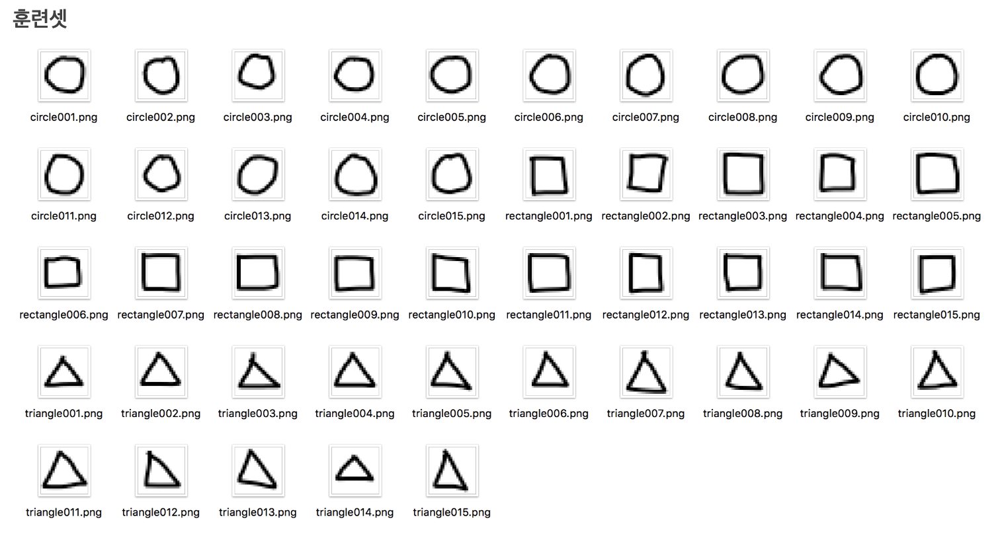 훈련셋
circle001.png circle002.png circle003.png circle004.png circle005.png circle006.png circle007.png circle008.png circle009.png circle010.png
circle011.png circle012.png circle013.png circle014.png circle015.png rectangle001.png rectangle002.png rectangle003.png rectangle004.png rectangle005.png
rectangle006.png rectangle007.png rectangle008.png rectangle009.png rectangle010.png rectangle011.png rectangle012.png rectangle013.png rectangle014.png rectangle015.png
triangle001.png triangle002.png triangle003.png triangle004.png triangle005.png triangle006.png triangle007.png triangle008.png triangle009.png triangle010.png
triangle011.png triangle012.png triangle013.png triangle014.png triangle015.png